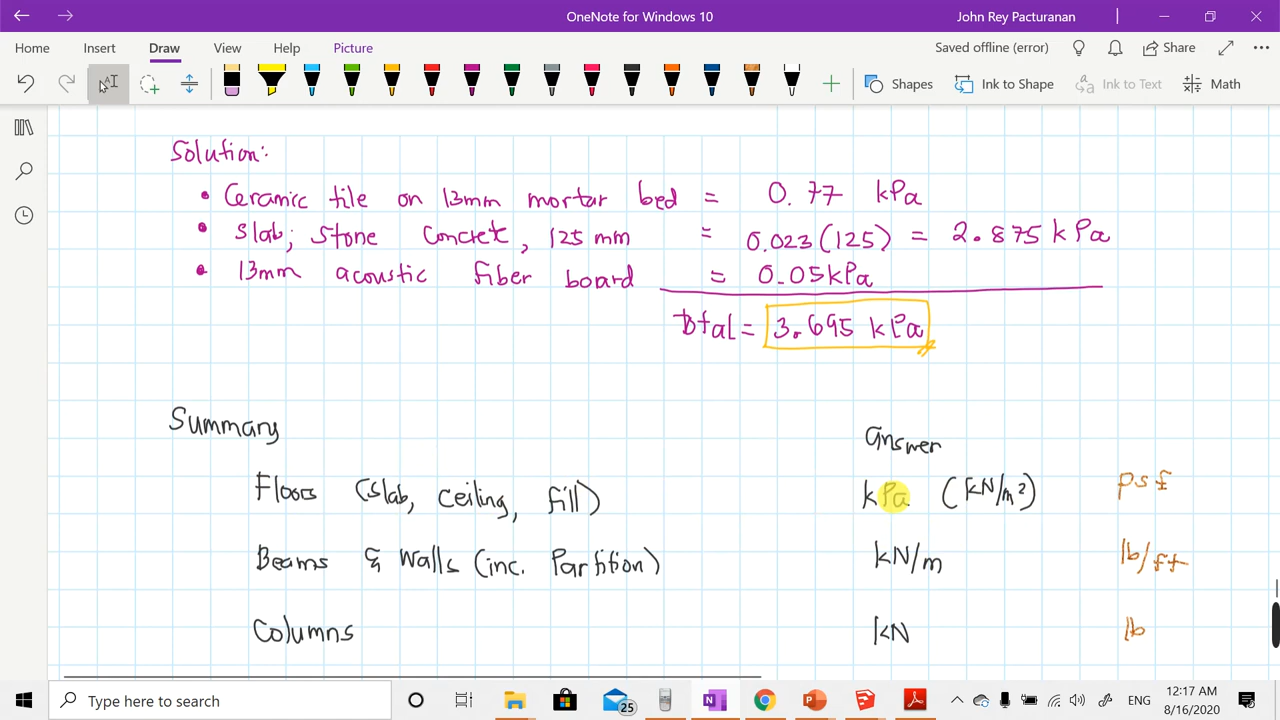 OneNote for Windows 10
John Rey Pacturanan
Home Insert Draw View Help Picture
Saved offline (error) Share
Shapes Ink to Shape Ink to Text Math
Solution:
• Ceramic tile on 13mm mortar bed = 0.77 kPa
• Slab; Stone Concrete, 125 mm = 0.023 (125) = 2.875 kPa
• 13mm acoustic fiber board = 0.05 kPa
total = 3.695 kPa
Summary answer
Floors (slab, ceiling, fill) kPa (kN/m²) psf
Beams & Walls (inc. Partition) kN/m lb/ft
Columns kN lb
Type here to search
25
ENG
12:17 AM
8/16/2020